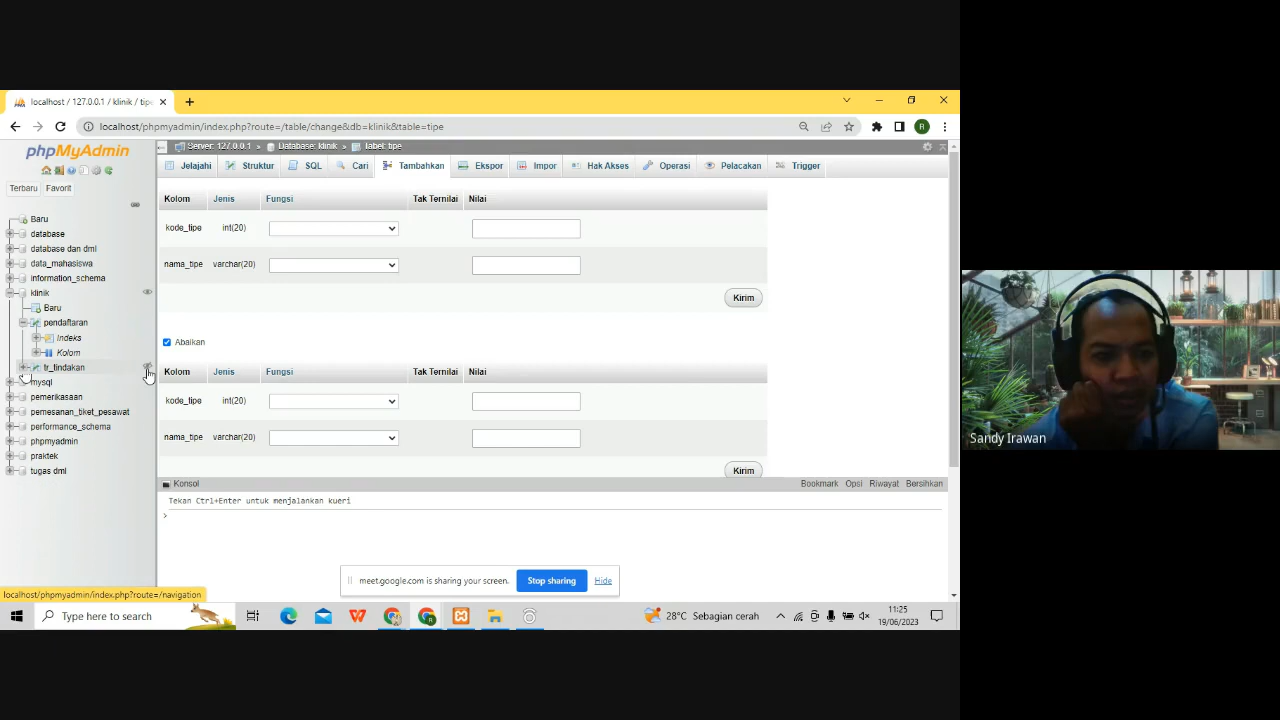 localhost / 127.0.0.1 / klinik / tip
localhost/phpmyadmin/index.php?route=/table/change&db=klinik&table=tipe
phpMyAdmin
Terbaru Favorit
Baru
database
database dan dml
data_mahasiswa
information_schema
klinik
Baru
pendaftaran
Indeks
Kolom
tr_tindakan
mysql
pemerikasaan
pemesanan_tiket_pesawat
performance_schema
phpmyadmin
praktek
tugas dml
Server: 127.0.0.1 » Database: klinik » Tabel: tipe
Jelajahi Struktur SQL Cari Tambahkan Ekspor Impor Hak Akses Operasi Pelacakan Trigger
Kolom Jenis Fungsi Tak Ternilai Nilai
kode_tipe int(20)
nama_tipe varchar(20)
Kirim
Abaikan
Kolom Jenis Fungsi Tak Ternilai Nilai
kode_tipe int(20)
nama_tipe varchar(20)
Kirim
Konsol Bookmark Opsi Riwayat Bersihkan
Tekan Ctrl+Enter untuk menjalankan kueri
>
meet.google.com is sharing your screen. Stop sharing Hide
localhost/phpmyadmin/index.php?route=/navigation
Type here to search
28°C Sebagian cerah
11:25
19/06/2023
Sandy Irawan